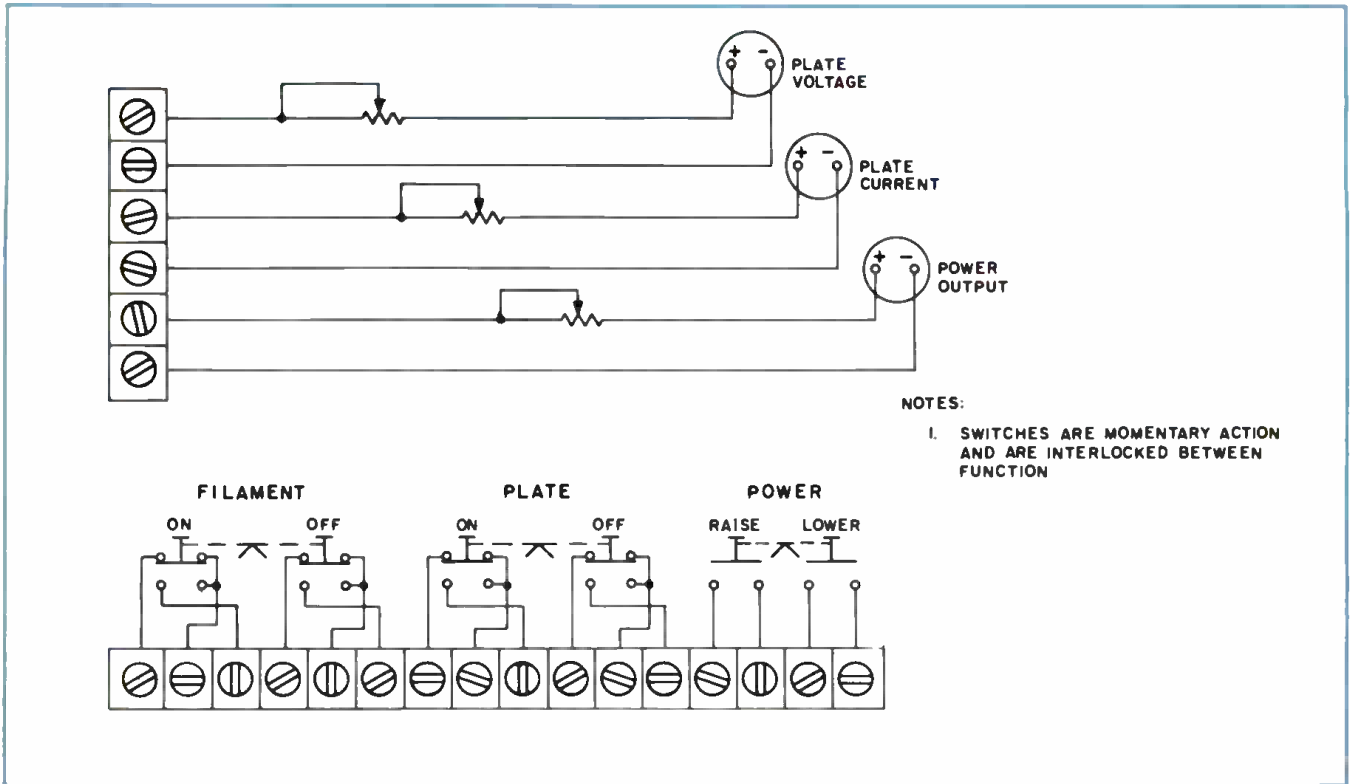 + -
PLATE
VOLTAGE
+ -
PLATE
CURRENT
+ -
POWER
OUTPUT
NOTES:
1. SWITCHES ARE MOMENTARY ACTION
AND ARE INTERLOCKED BETWEEN
FUNCTION
FILAMENT PLATE POWER
ON OFF ON OFF RAISE LOWER